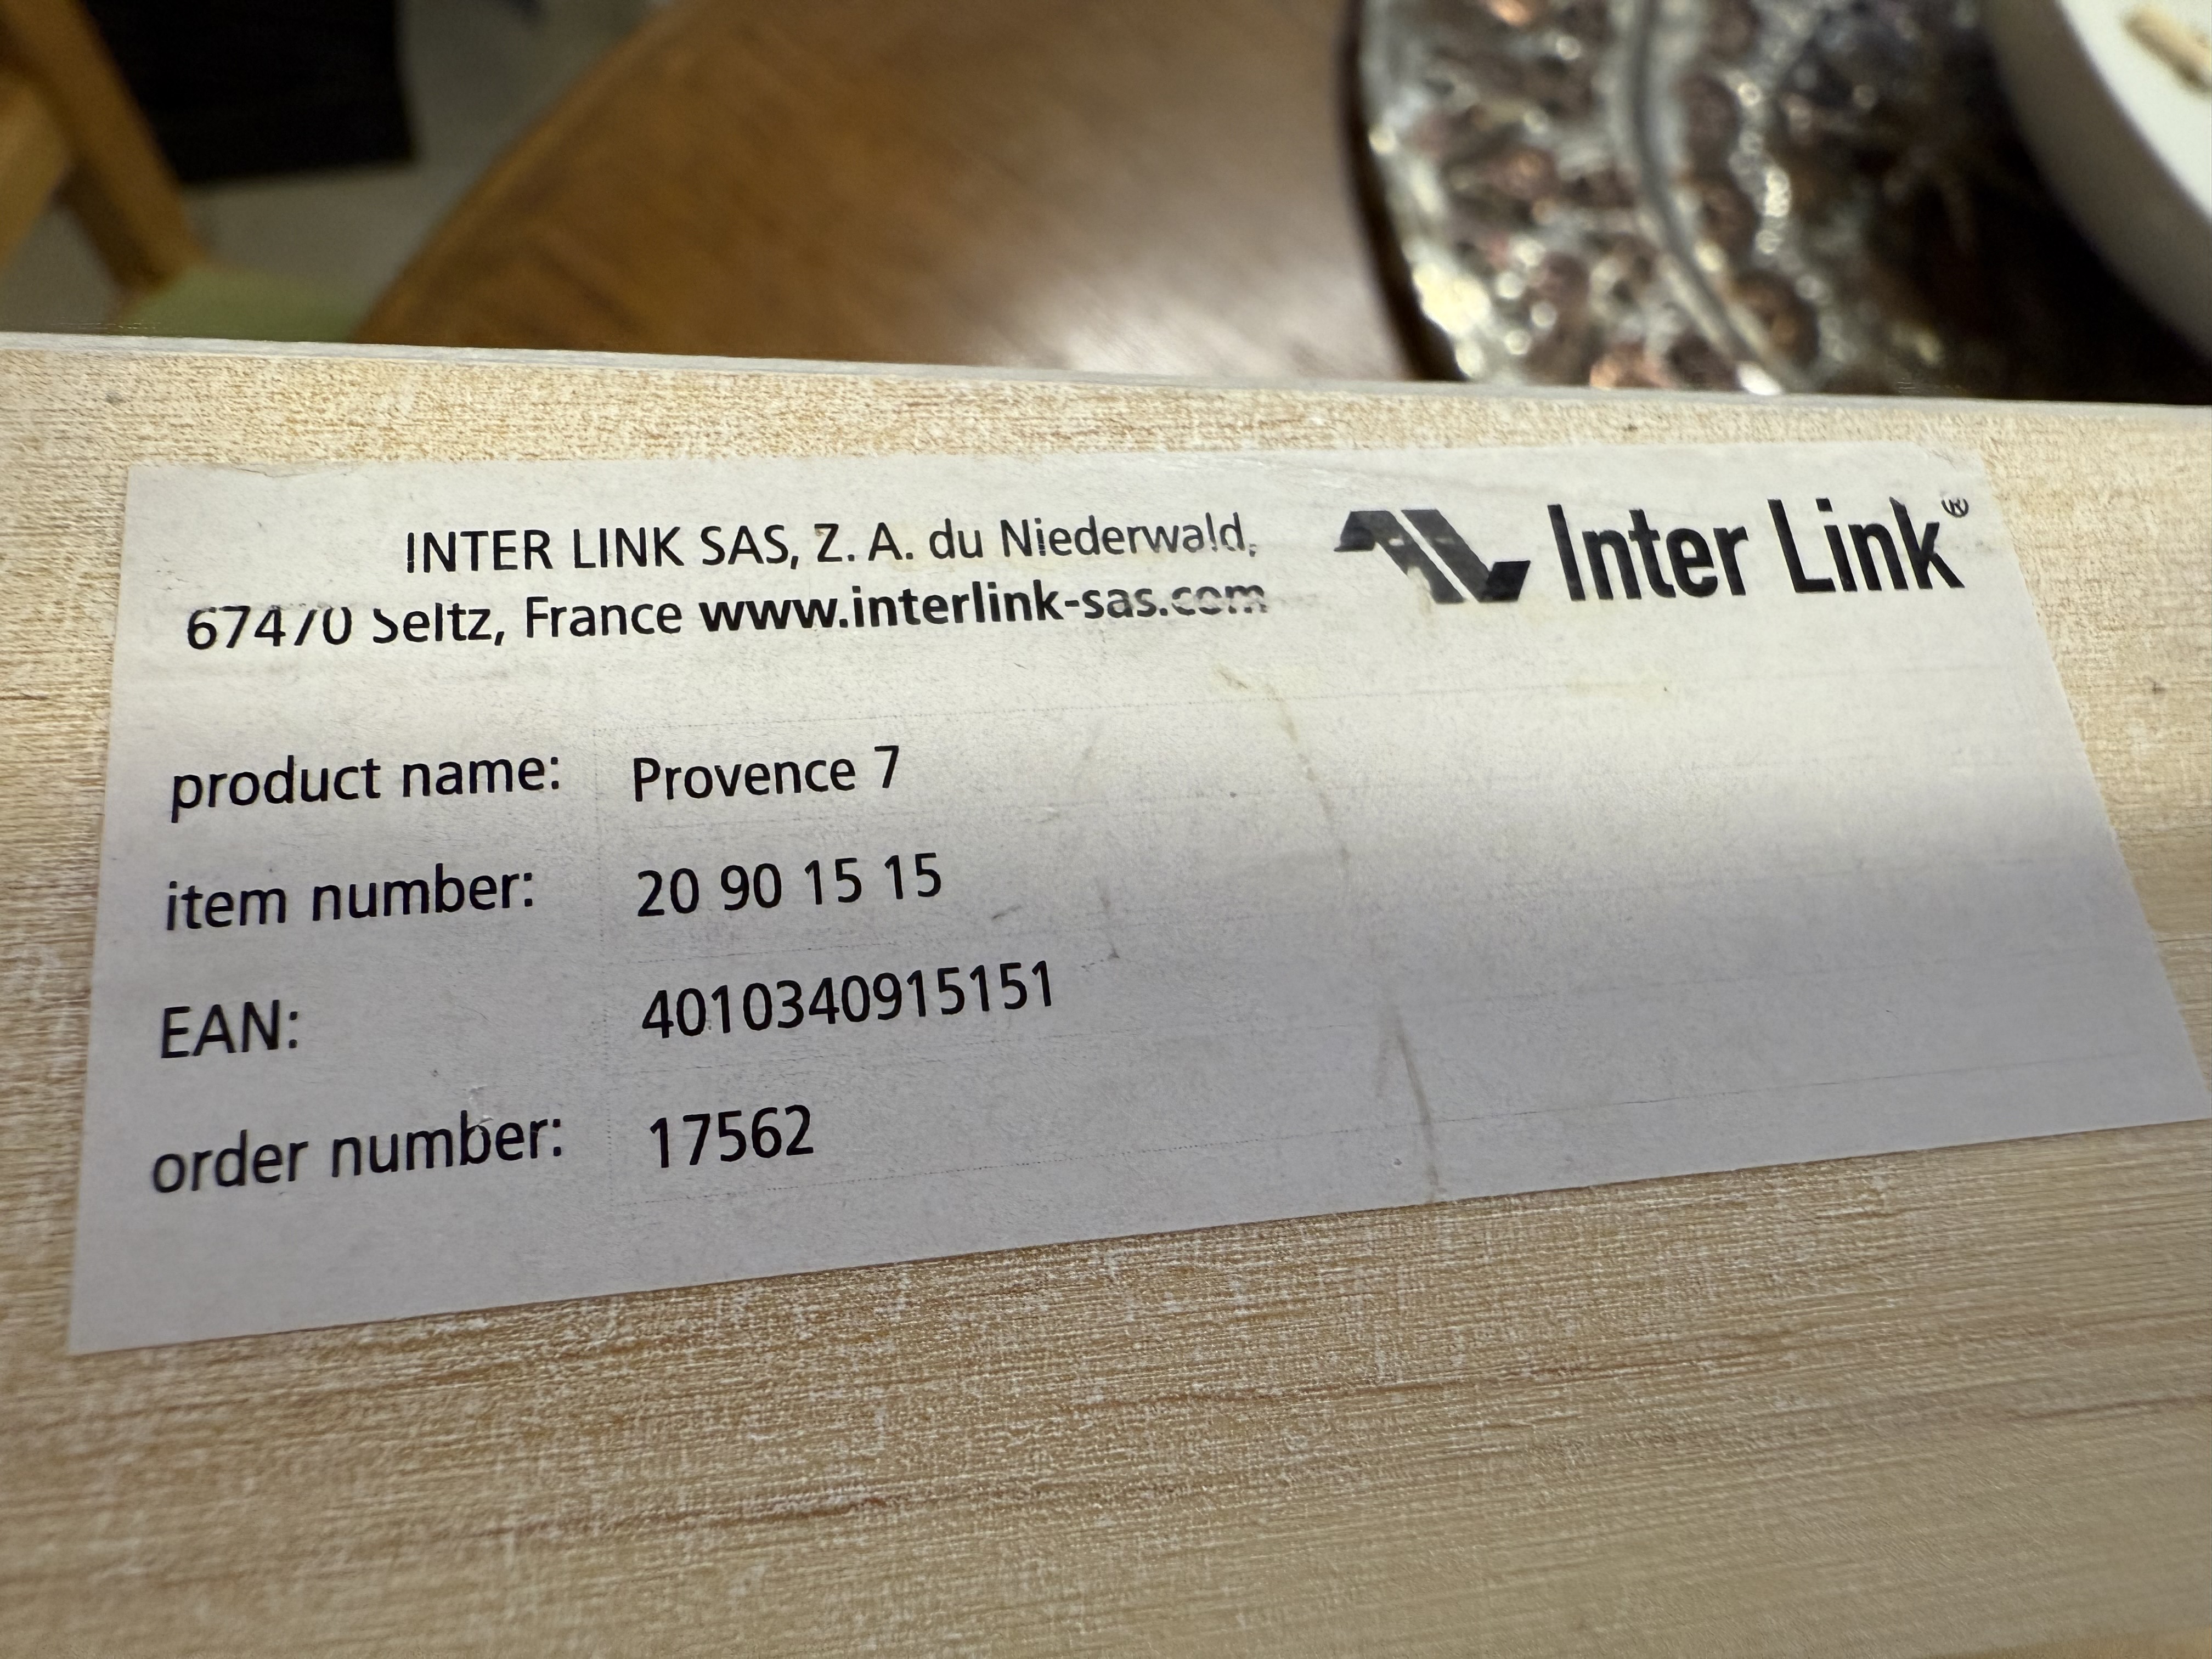 INTER LINK SAS, Z. A. du Niederwald,
67470 Seltz, France www.interlink-sas.com
Inter Link®
product name: Provence 7
item number: 20 90 15 15
EAN: 4010340915151
order number: 17562